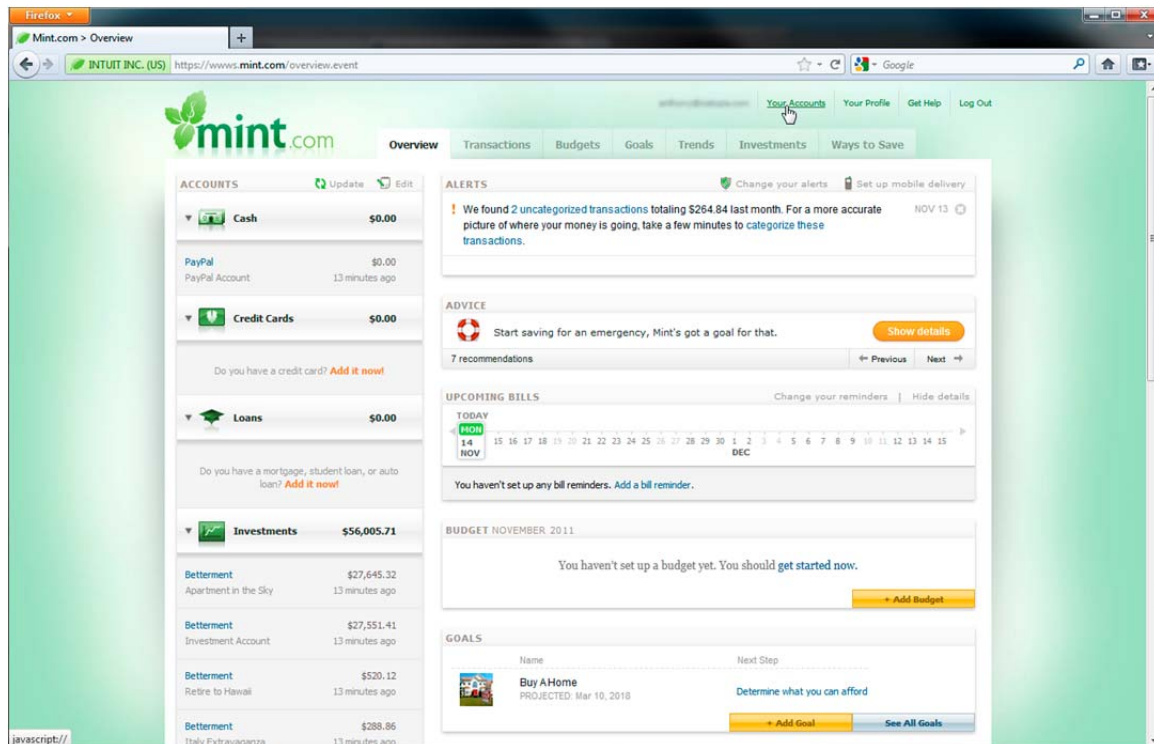 Firefox
Mint.com > Overview
+
INTUIT INC. (US) https://wwws.mint.com/overview.event
Google
Your Accounts Your Profile Get Help Log Out
mint.com
Overview Transactions Budgets Goals Trends Investments Ways to Save
ACCOUNTS Update Edit
Cash $0.00
PayPal $0.00
PayPal Account 13 minutes ago
Credit Cards $0.00
Do you have a credit card? Add it now!
Loans $0.00
Do you have a mortgage, student loan, or auto
loan? Add it now!
Investments $56,005.71
Betterment $27,645.32
Apartment in the Sky 13 minutes ago
Betterment $27,551.41
Investment Account 13 minutes ago
Betterment $520.12
Retire to Hawaii 13 minutes ago
Betterment $288.86
Italy Extravaganza 13 minutes ago
ALERTS Change your alerts Set up mobile delivery
! We found 2 uncategorized transactions totaling $264.84 last month. For a more accurate NOV 13
picture of where your money is going, take a few minutes to categorize these
transactions.
ADVICE
Start saving for an emergency, Mint's got a goal for that. Show details
7 recommendations Previous Next
UPCOMING BILLS Change your reminders | Hide details
TODAY
MON
14 15 16 17 18 19 20 21 22 23 24 25 26 27 28 29 30 1 2 3 4 5 6 7 8 9 10 11 12 13 14 15
NOV DEC
You haven't set up any bill reminders. Add a bill reminder.
BUDGET NOVEMBER 2011
You haven't set up a budget yet. You should get started now.
+ Add Budget
GOALS
Name Next Step
Buy A Home
PROJECTED: Mar 10, 2018 Determine what you can afford
+ Add Goal See All Goals
javascript://